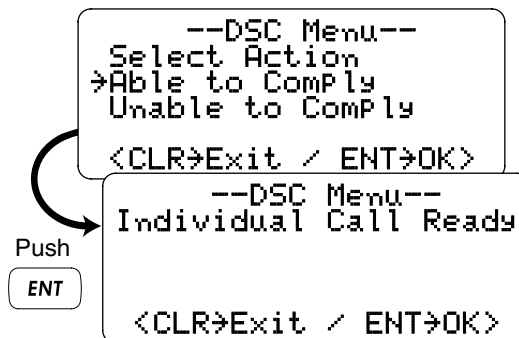 --DSC Menu--
Select Action
→Able to ComPly
Unable to ComPly
<CLR→Exit / ENT→OK>
--DSC Menu--
Individual Call Ready
<CLR→Exit / ENT→OK>
Push
ENT